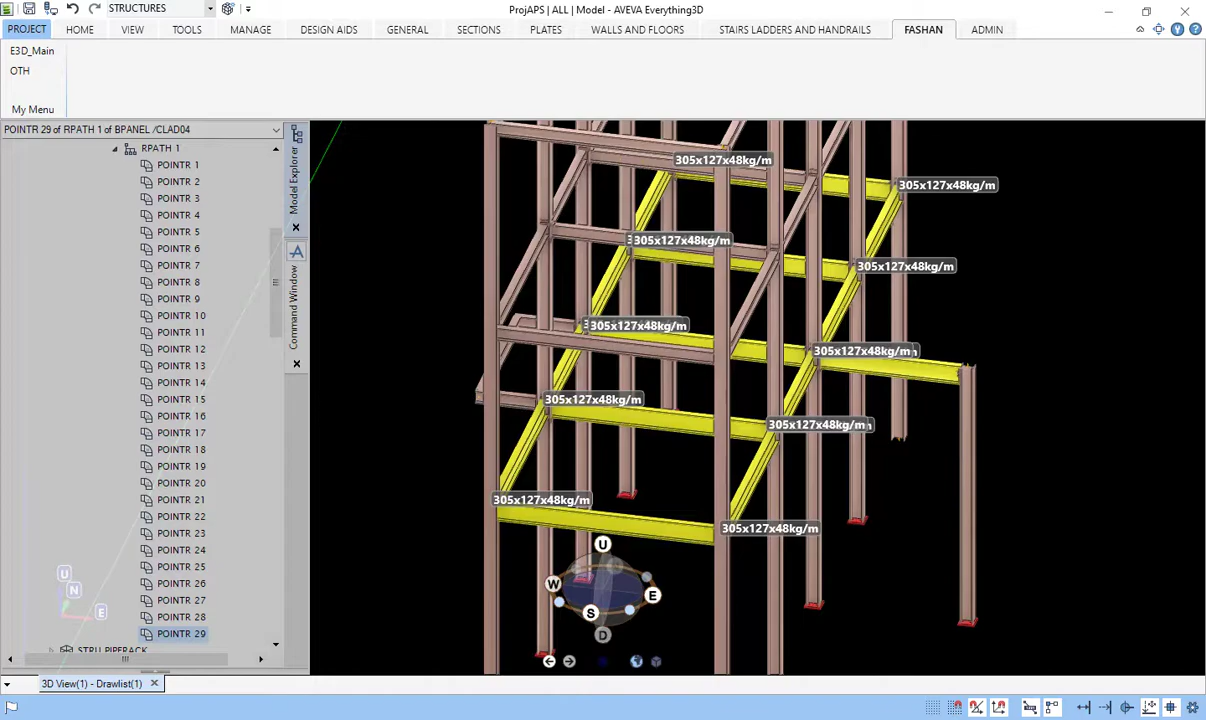 STRUCTURES
ProjAPS | ALL | Model - AVEVA Everything3D
PROJECT HOME VIEW TOOLS MANAGE DESIGN AIDS GENERAL SECTIONS PLATES WALLS AND FLOORS STAIRS LADDERS AND HANDRAILS FASHAN ADMIN
E3D_Main
OTH
My Menu
POINTR 29 of RPATH 1 of BPANEL /CLAD04
RPATH 1
POINTR 1
POINTR 2
POINTR 3
POINTR 4
POINTR 5
POINTR 6
POINTR 7
POINTR 8
POINTR 9
POINTR 10
POINTR 11
POINTR 12
POINTR 13
POINTR 14
POINTR 15
POINTR 16
POINTR 17
POINTR 18
POINTR 19
POINTR 20
POINTR 21
POINTR 22
POINTR 23
POINTR 24
POINTR 25
POINTR 26
POINTR 27
POINTR 28
POINTR 29
STRU PIPERACK
Model Explorer
Command Window
U
N
E
305x127x48kg/m
305x127x48kg/m
305x127x48kg/m
305x127x48kg/m
305x127x48kg/m
305x127x48kg/m
305x127x48kg/m
305x127x48kg/m
305x127x48kg/m
305x127x48kg/m
U
W
E
S
D
3D View(1) - Drawlist(1)